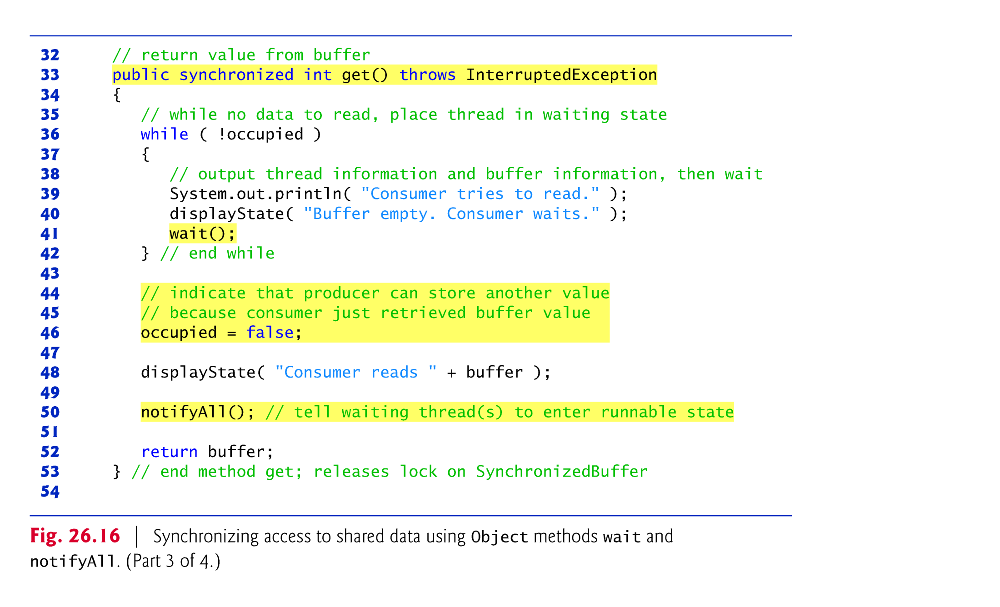 32 // return value from buffer
33 public synchronized int get() throws InterruptedException
34 {
35 // while no data to read, place thread in waiting state
36 while ( !occupied )
37 {
38 // output thread information and buffer information, then wait
39 System.out.println( "Consumer tries to read." );
40 displayState( "Buffer empty. Consumer waits." );
41 wait();
42 } // end while
43
44 // indicate that producer can store another value
45 // because consumer just retrieved buffer value
46 occupied = false;
47
48 displayState( "Consumer reads " + buffer );
49
50 notifyAll(); // tell waiting thread(s) to enter runnable state
51
52 return buffer;
53 } // end method get; releases lock on SynchronizedBuffer
54
Fig. 26.16 | Synchronizing access to shared data using Object methods wait and
notifyAll. (Part 3 of 4.)